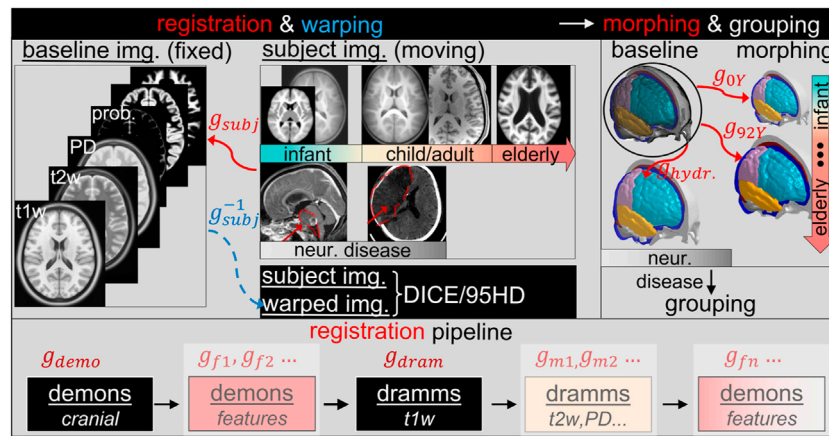 registration & warping → morphing & grouping
baseline img. (fixed)
subject img. (moving)
baseline morphing
prob.
PD
t2w
t1w
g_subj
g_subj^-1
infant child/adult elderly
neur. disease
subject img.
warped img.
}DICE/95HD
g_0Y
g_92Y
g_hydr.
infant
•••
elderly
neur.
disease
grouping
registration pipeline
g_demo
g_f1, g_f2 ...
g_dram
g_m1,g_m2 ...
g_fn ...
demons
cranial
demons
features
dramms
t1w
dramms
t2w,PD...
demons
features